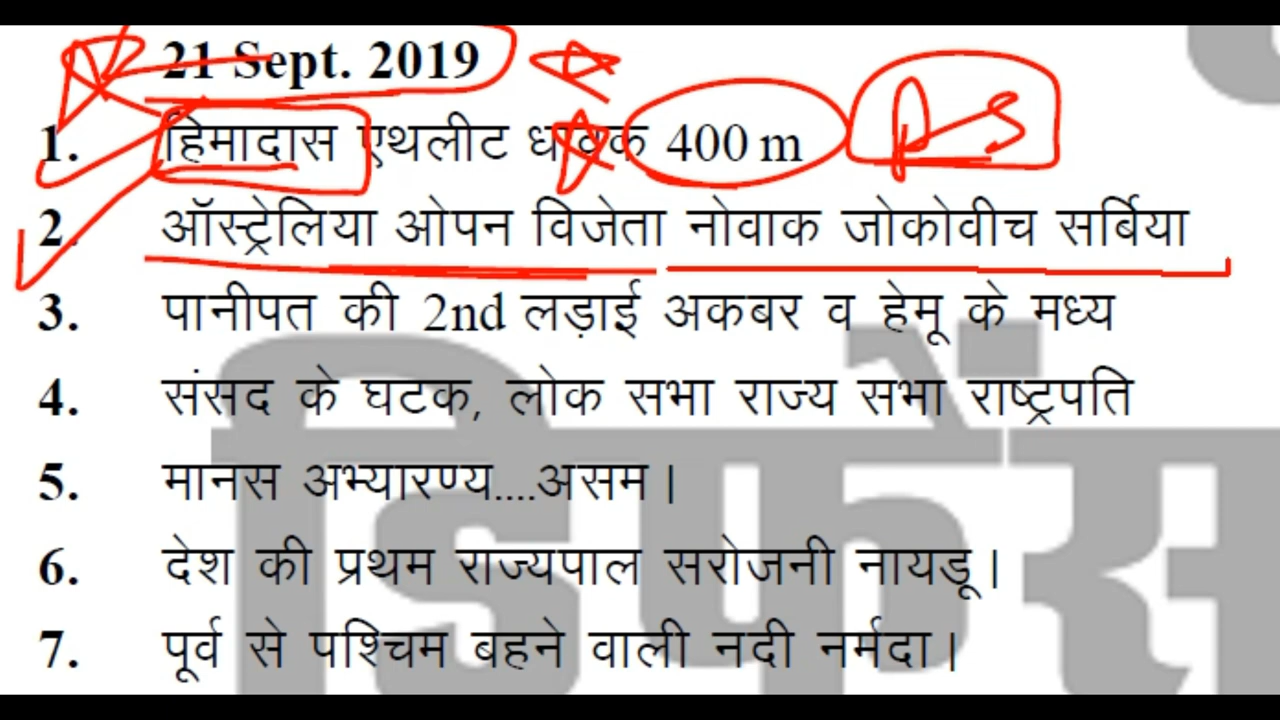 21 Sept. 2019
1. हिमादास एथलीट धावक 400 m
2. ऑस्ट्रेलिया ओपन विजेता नोवाक जोकोवीच सर्बिया
3. पानीपत की 2nd लड़ाई अकबर व हेमू के मध्य
4. संसद के घटक, लोक सभा राज्य सभा राष्ट्रपति
5. मानस अभ्यारण्य....असम।
6. देश की प्रथम राज्यपाल सरोजनी नायडू।
7. पूर्व से पश्चिम बहने वाली नदी नर्मदा।
डिफेंस